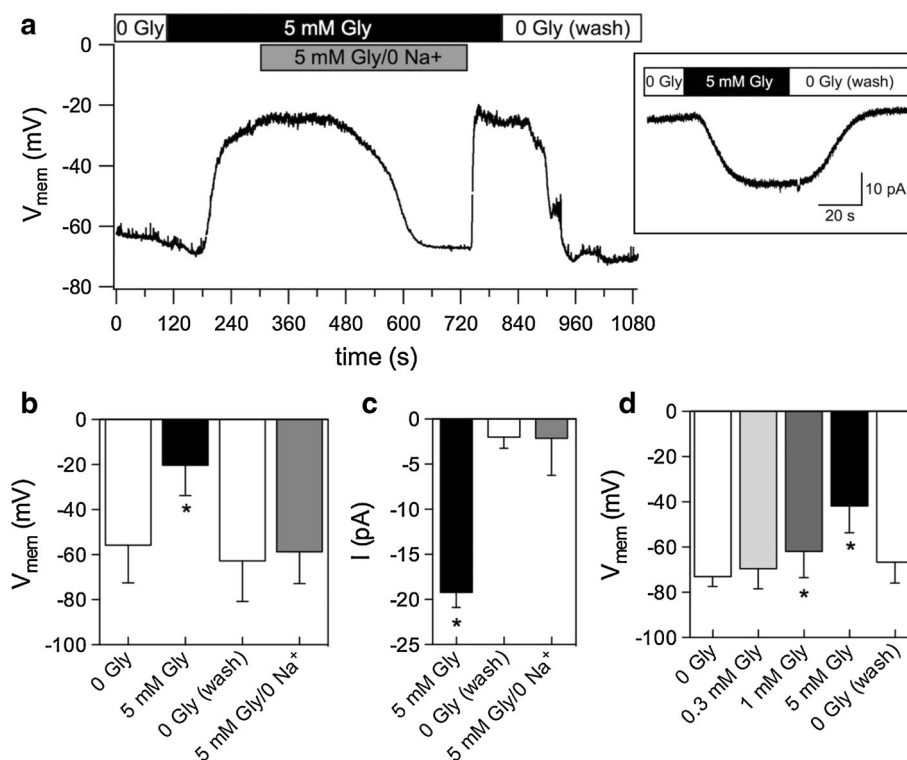 a
0 Gly 5 mM Gly 0 Gly (wash)
5 mM Gly/0 Na+
0
-20
-40
-60
-80
Vmem (mV)
0 120 240 360 480 600 720 840 960 1080
time (s)
0 Gly 5 mM Gly 0 Gly (wash)
10 pA
20 s
b
0
-20
-40
-60
-80
-100
Vmem (mV)
*
0 Gly
5 mM Gly
0 Gly (wash)
5 mM Gly/0 Na+
c
0
-5
-10
-15
-20
-25
I (pA)
*
5 mM Gly
0 Gly (wash)
5 mM Gly/0 Na+
d
0
-20
-40
-60
-80
-100
Vmem (mV)
*
*
0 Gly
0.3 mM Gly
1 mM Gly
5 mM Gly
0 Gly (wash)